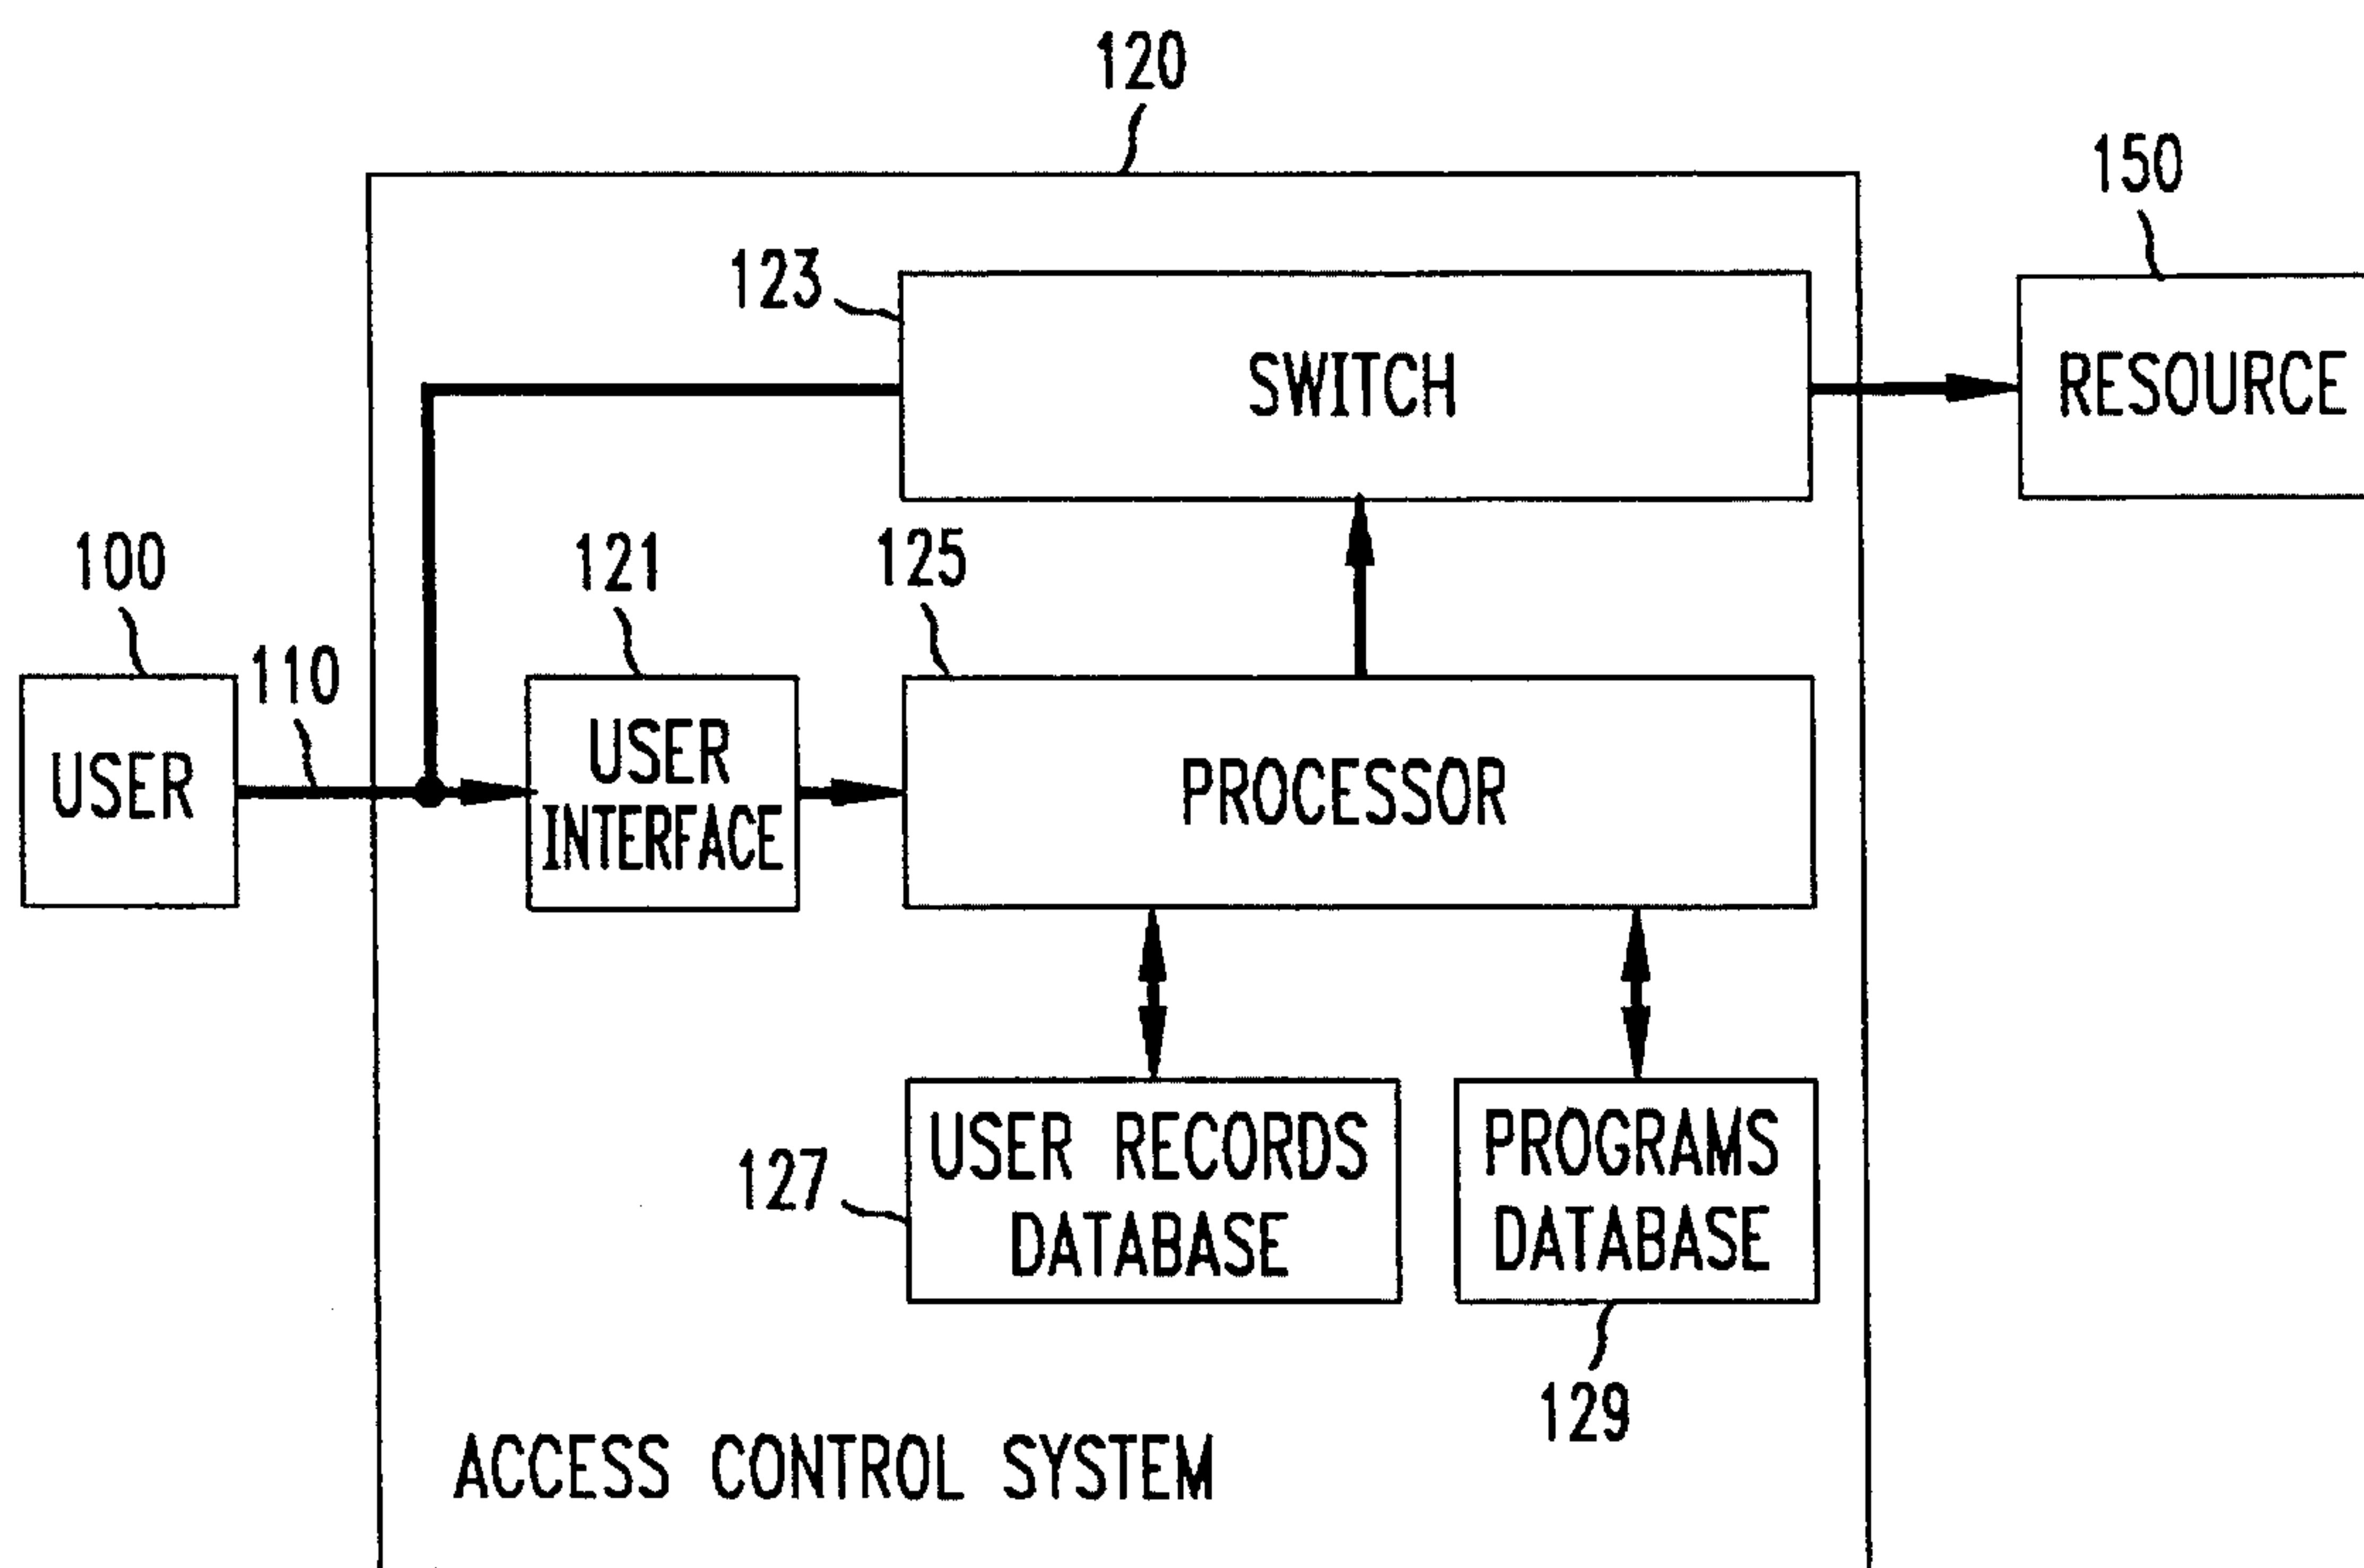 120
150
123
SWITCH
RESOURCE
100
121
125
110
USER
USER
INTERFACE
PROCESSOR
127
USER RECORDS
DATABASE
PROGRAMS
DATABASE
129
ACCESS CONTROL SYSTEM